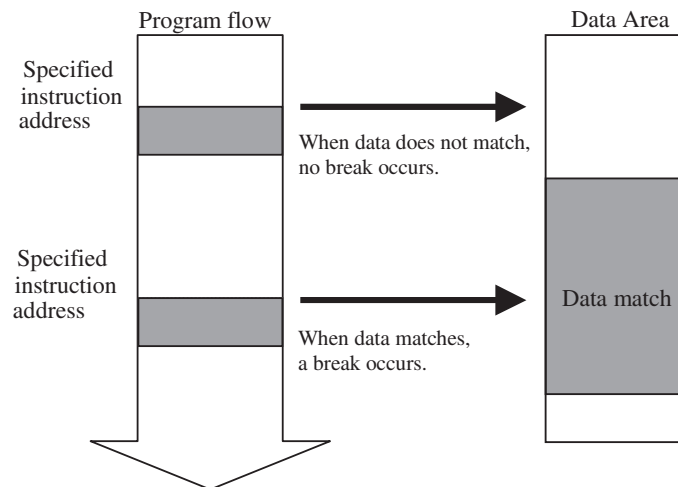 Program flow
Data Area
Specified
instruction
address
When data does not match,
no break occurs.
Specified
instruction
address
Data match
When data matches,
a break occurs.